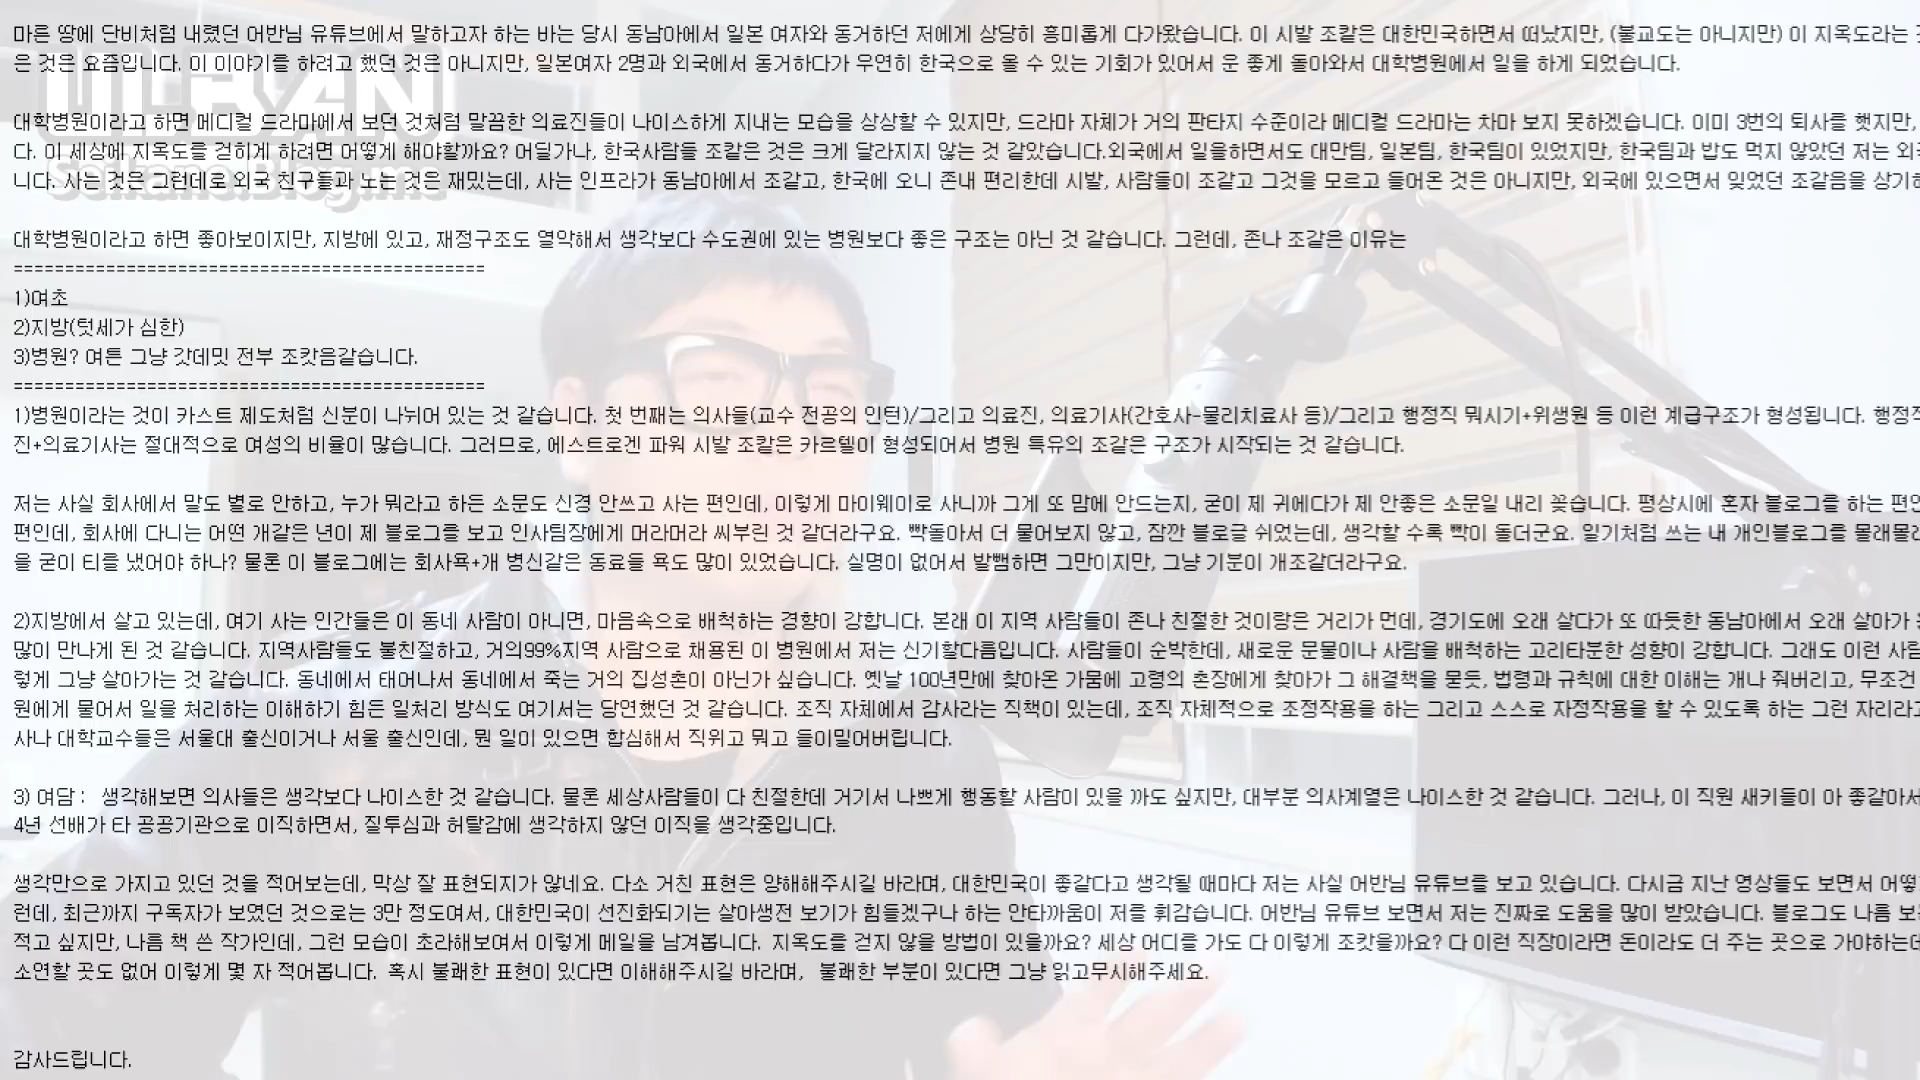 마른 땅에 단비처럼 내렸던 어반님 유튜브에서 말하고자 하는 바는 당시 동남아에서 일본 여자와 동거하던 저에게 상당히 흥미롭게 다가왔습니다. 이 시발 조칼은 대한민국하면서 떠났지만, (불교도는 아니지만) 이 지옥도라는
은 것은 요즘입니다. 이 이야기를 하려고 했던 것은 아니지만, 일본여자 2명과 외국에서 동거하다가 우연히 한국으로 올 수 있는 기회가 있어서 운 좋게 돌아와서 대학병원에서 일을 하게 되었습니다.
URBAN
대학병원이라고 하면 메디컬 드라마에서 보던 것처럼 말끔한 의료진들이 나이스하게 지내는 모습을 상상할 수 있지만, 드라마 자체가 거의 판타지 수준이라 메디컬 드라마는 차마 보지 못하겠습니다. 이미 3번의 퇴사를 했지만,
다. 이 세상에 지옥도를 걷히게 하려면 어떻게 해야할까요? 어딜가나, 한국사람들 조칼은 것은 크게 달라지지 않는 것 같았습니다.외국에서 일을하면서도 대만팀, 일본팀, 한국팀이 있었지만, 한국팀과 밥도 먹지 않았던 저는 외
니다. 사는 것은 그런데로 외국 친구들과 노는 것은 재밌는데, 사는 인프라가 동남아에서 조같고, 한국에 오니 존내 편리한데 시발, 사람들이 조같고 그것을 모르고 들어온 것은 아니지만, 외국에 있으면서 잊었던 조같음을 상기
Seikano.Blog.me
대학병원이라고 하면 좋아보이지만, 지방에 있고, 재정구조도 열악해서 생각보다 수도권에 있는 병원보다 좋은 구조는 아닌 것 같습니다. 그런데, 존나 조같은 이유는
==============================================
1)여초
2)지방(텃세가 심한)
3)병원? 여튼 그냥 갓데밋 전부 조캇음같습니다.
==============================================
1)병원이라는 것이 카스트 제도처럼 신분이 나뉘어 있는 것 같습니다. 첫 번째는 의사들(교수 전공의 인턴)/그리고 의료진, 의료기사(간호사-물리치료사 등)/그리고 행정직 뭐시기+위생원 등 이런 계급구조가 형성됩니다. 행정직
진+의료기사는 절대적으로 여성의 비율이 많습니다. 그러므로, 에스트로겐 파워 시발 조칼은 카르텔이 형성되어서 병원 특유의 조같은 구조가 시작되는 것 같습니다.
저는 사실 회사에서 말도 별로 안하고, 누가 뭐라고 하든 소문도 신경 안쓰고 사는 편인데, 이렇게 마이웨이로 사니까 그게 또 맘에 안드는지, 굳이 제 귀에다가 제 안좋은 소문일 내리 꽂습니다. 평상시에 혼자 블로그를 하는 편인
편인데, 회사에 다니는 어떤 개같은 년이 제 블로그를 보고 인사팀장에게 머라머라 씨부린 것 같더라구요. 빡돌아서 더 물어보지 않고, 잠깐 블로글 쉬었는데, 생각할 수록 빡이 돌더군요. 일기처럼 쓰는 내 개인블로그를 몰래몰래
을 굳이 티를 냈어야 하나? 물론 이 블로그에는 회사욕+개 병신같은 동료들 욕도 많이 있었습니다. 실명이 없어서 발뺌하면 그만이지만, 그냥 기분이 개조같더라구요.
2)지방에서 살고 있는데, 여기 사는 인간들은 이 동네 사람이 아니면, 마음속으로 배척하는 경향이 강합니다. 본래 이 지역 사람들이 존나 친절한 것이랑은 거리가 먼데, 경기도에 오래 살다가 또 따듯한 동남아에서 오래 살아가
많이 만나게 된 것 같습니다. 지역사람들도 불친절하고, 거의99%지역 사람으로 채용된 이 병원에서 저는 신기할다름입니다. 사람들이 순박한데, 새로운 문물이나 사람을 배척하는 고리타분한 성향이 강합니다. 그래도 이런 사람
렇게 그냥 살아가는 것 같습니다. 동네에서 태어나서 동네에서 죽는 거의 집성촌이 아닌가 싶습니다. 옛날 100년만에 찾아온 가뭄에 고령의 촌장에게 찾아가 그 해결책을 묻듯, 법령과 규칙에 대한 이해는 개나 줘버리고, 무조건
원에게 물어서 일을 처리하는 이해하기 힘든 일처리 방식도 여기서는 당연했던 것 같습니다. 조직 자체에서 감사라는 직책이 있는데, 조직 자체적으로 조정작용을 하는 그리고 스스로 자정작용을 할 수 있도록 하는 그런 자리라고
사나 대학교수들은 서울대 출신이거나 서울 출신인데, 뭔 일이 있으면 합심해서 직위고 뭐고 들이밀어버립니다.
3) 여담 : 생각해보면 의사들은 생각보다 나이스한 것 같습니다. 물론 세상사람들이 다 친절한데 거기서 나쁘게 행동할 사람이 있을 까도 싶지만, 대부분 의사계열은 나이스한 것 같습니다. 그러나, 이 직원 새키들이 아 좋같아서
4년 선배가 타 공공기관으로 이직하면서, 질투심과 허탈감에 생각하지 않던 이직을 생각중입니다.
생각만으로 가지고 있던 것을 적어보는데, 막상 잘 표현되지가 않네요. 다소 거친 표현은 양해해주시길 바라며, 대한민국이 좋같다고 생각될 때마다 저는 사실 어반님 유튜브를 보고 있습니다. 다시금 지난 영상들도 보면서 어떻
런데, 최근까지 구독자가 보였던 것으로는 3만 정도여서, 대한민국이 선진화되기는 살아생전 보기가 힘들겠구나 하는 안타까움이 저를 휘감습니다. 어반님 유튜브 보면서 저는 진짜로 도움을 많이 받았습니다. 블로그도 나름
적고 싶지만, 나름 책 쓴 작가인데, 그런 모습이 초라해보여서 이렇게 메일을 남겨봅니다. 지옥도를 걷지 않을 방법이 있을까요? 세상 어디를 가도 다 이렇게 조캇을까요? 다 이런 직장이라면 돈이라도 더 주는 곳으로 가야하는데
소연할 곳도 없어 이렇게 몇 자 적어봅니다. 혹시 불쾌한 표현이 있다면 이해해주시길 바라며, 불쾌한 부분이 있다면 그냥 읽고무시해주세요.
감사드립니다.